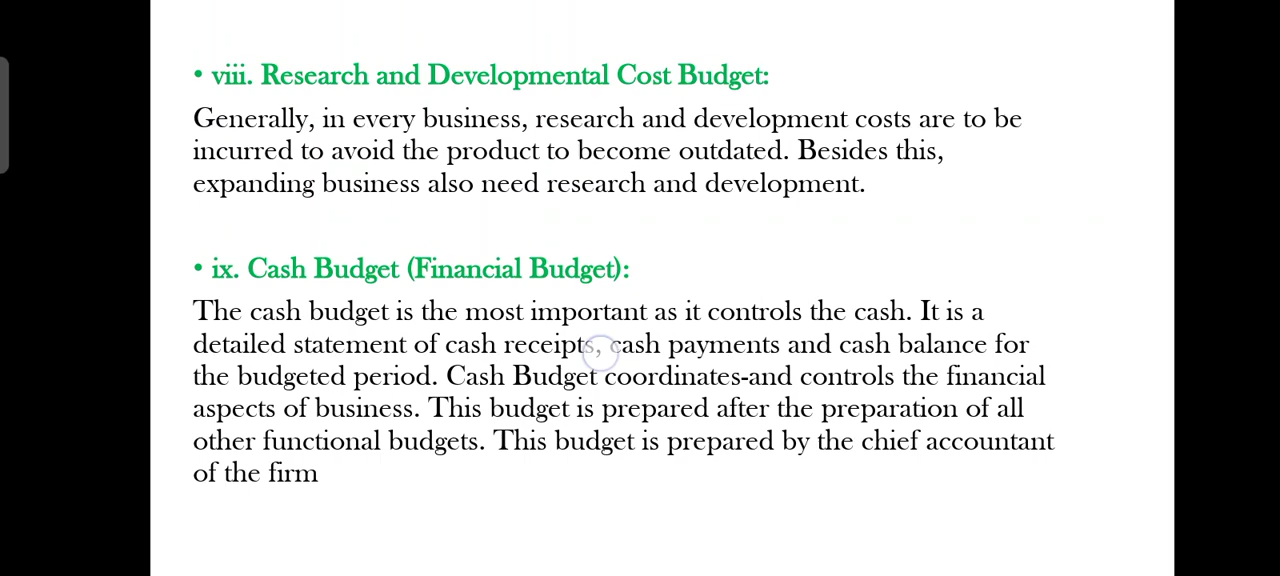 • viii. Research and Developmental Cost Budget:
Generally, in every business, research and development costs are to be
incurred to avoid the product to become outdated. Besides this,
expanding business also need research and development.
• ix. Cash Budget (Financial Budget):
The cash budget is the most important as it controls the cash. It is a
detailed statement of cash receipts, cash payments and cash balance for
the budgeted period. Cash Budget coordinates-and controls the financial
aspects of business. This budget is prepared after the preparation of all
other functional budgets. This budget is prepared by the chief accountant
of the firm